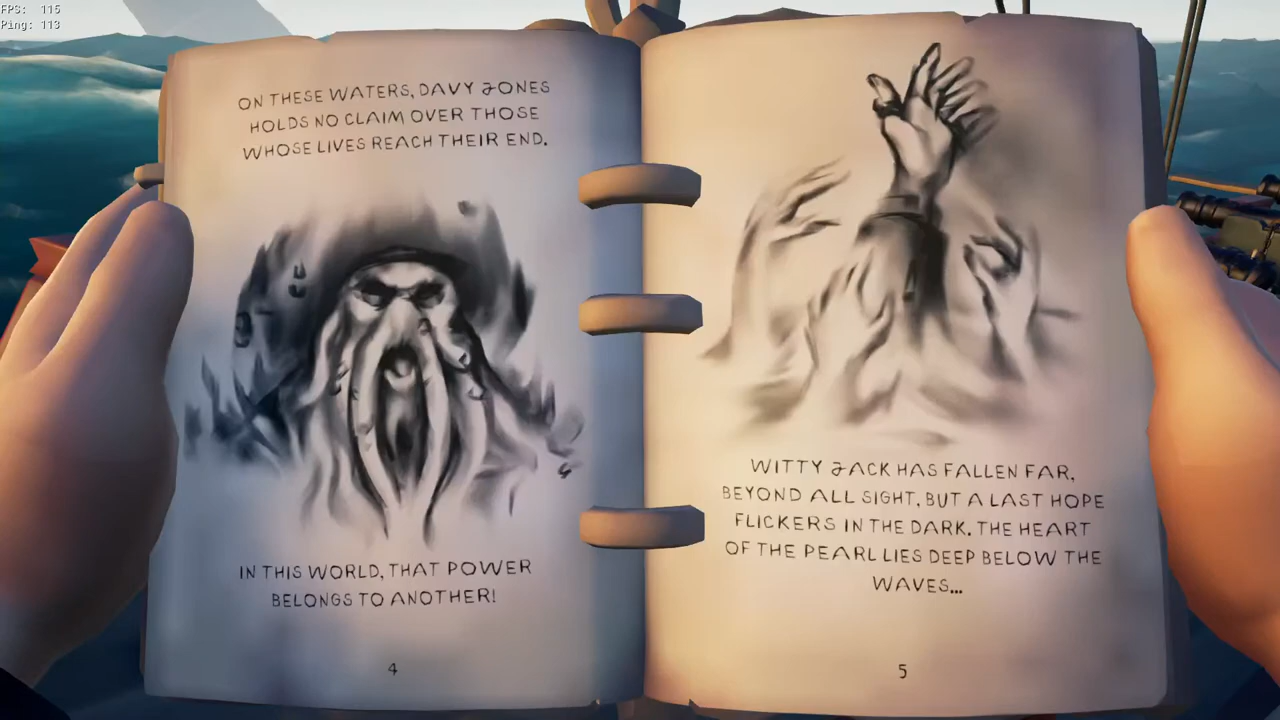 FPS: 115
Ping: 113
ON THESE WATERS, DAVY JONES
HOLDS NO CLAIM OVER THOSE
WHOSE LIVES REACH THEIR END.
IN THIS WORLD, THAT POWER
BELONGS TO ANOTHER!
4
WITTY JACK HAS FALLEN FAR,
BEYOND ALL SIGHT, BUT A LAST HOPE
FLICKERS IN THE DARK. THE HEART
OF THE PEARL LIES DEEP BELOW THE
WAVES...
5